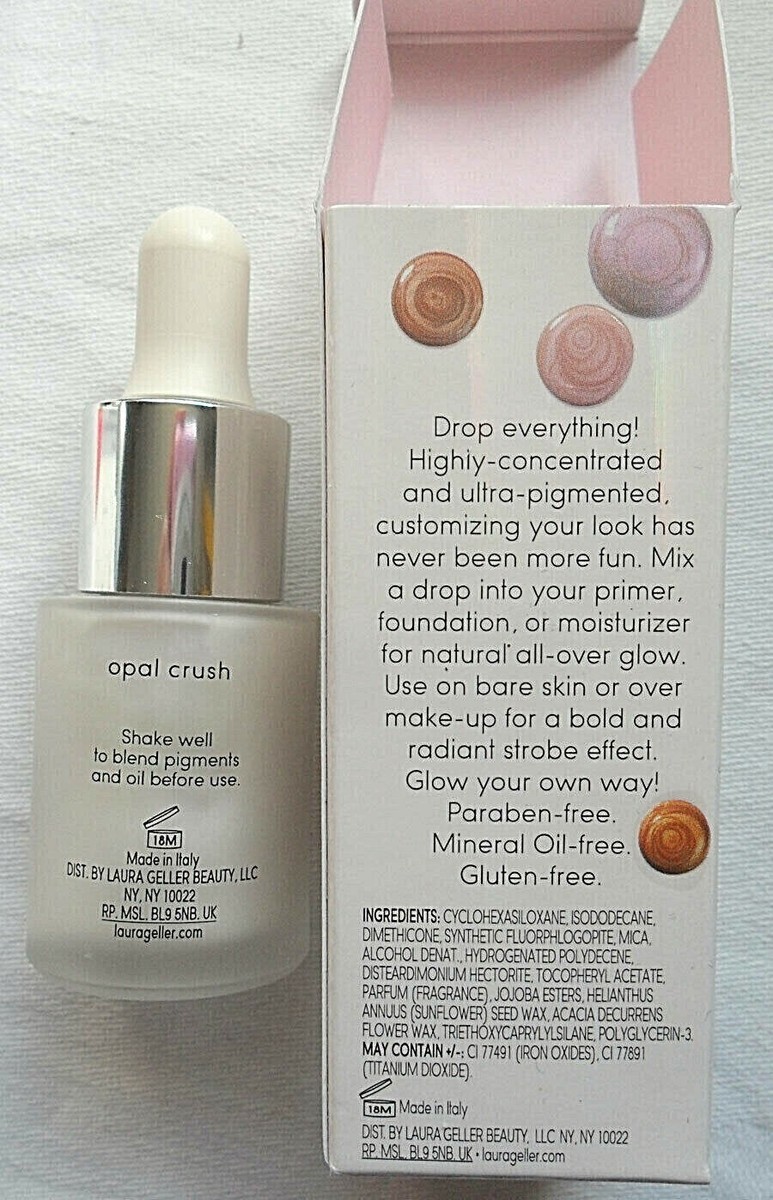 opal crush
Shake well
to blend pigments
and oil before use.
18M
Made in Italy
DIST. BY LAURA GELLER BEAUTY, LLC
NY, NY 10022
RP. MSL. BL9 5NB. UK
laurageller.com
Drop everything!
Highly-concentrated
and ultra-pigmented,
customizing your look has
never been more fun. Mix
a drop into your primer,
foundation, or moisturizer
for natural all-over glow.
Use on bare skin or over
make-up for a bold and
radiant strobe effect.
Glow your own way!
Paraben-free.
Mineral Oil-free.
Gluten-free.
INGREDIENTS: CYCLOHEXASILOXANE, ISODODECANE,
DIMETHICONE, SYNTHETIC FLUORPHLOGOPITE, MICA,
ALCOHOL DENAT., HYDROGENATED POLYDECENE,
DISTEARDIMONIUM HECTORITE, TOCOPHERYL ACETATE,
PARFUM (FRAGRANCE), JOJOBA ESTERS, HELIANTHUS
ANNUUS (SUNFLOWER) SEED WAX, ACACIA DECURRENS
FLOWER WAX, TRIETHOXYCAPRYLYLSILANE, POLYGLYCERIN-3.
MAY CONTAIN +/-: CI 77491 (IRON OXIDES), CI 77891
(TITANIUM DIOXIDE).
18M Made in Italy
DIST. BY LAURA GELLER BEAUTY, LLC NY, NY 10022
RP. MSL. BL9 5NB. UK • laurageller.com